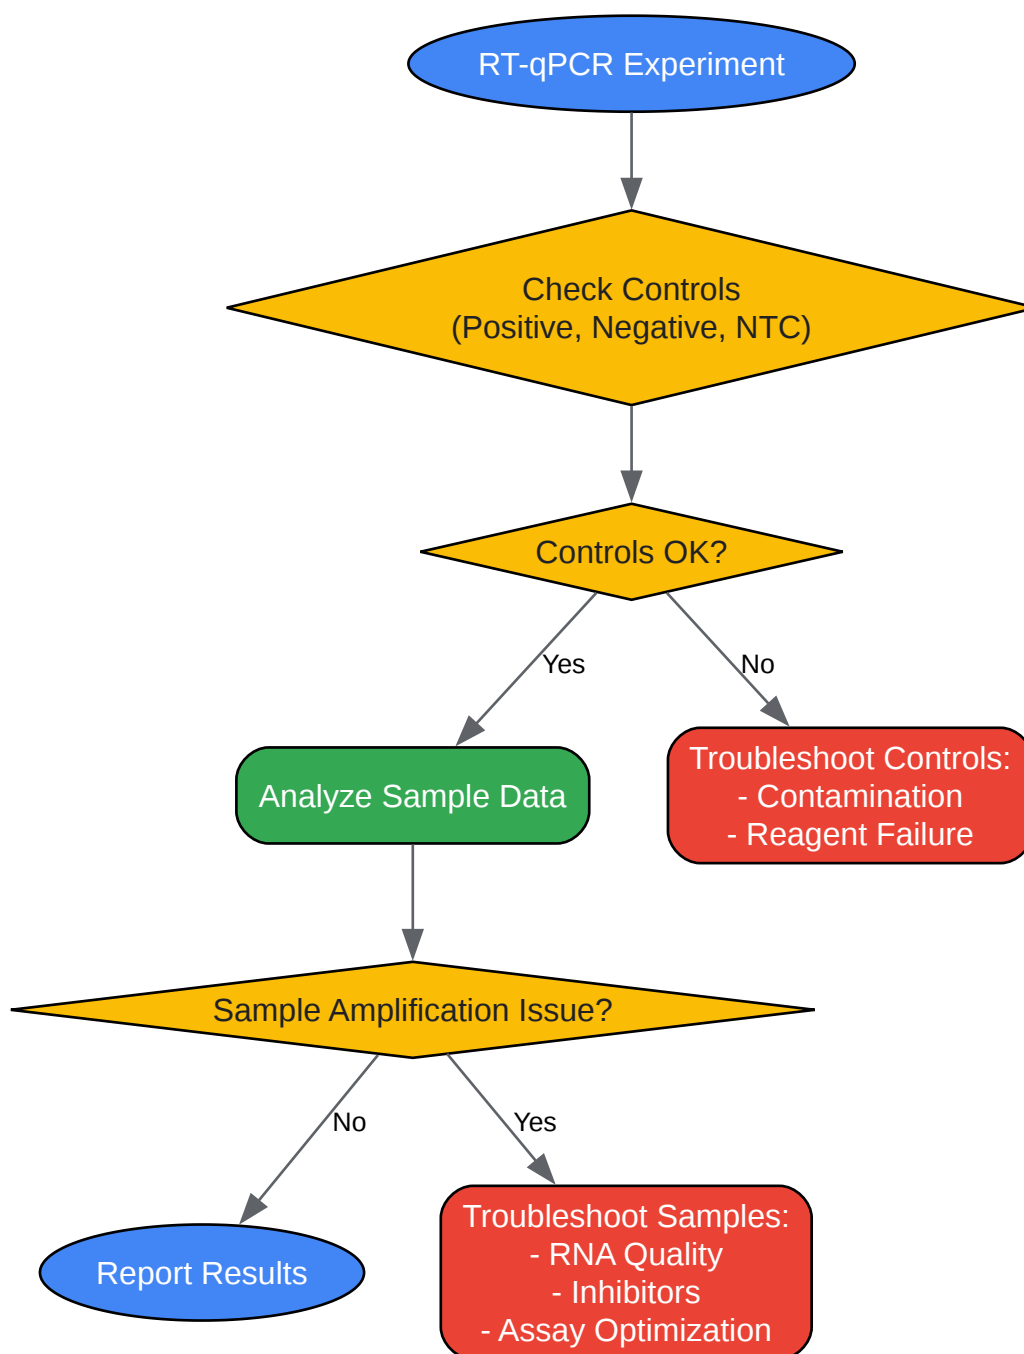 RT-qPCR Experiment
Check Controls
(Positive, Negative, NTC)
Controls OK?
Yes
No
Troubleshoot Controls:
- Contamination
- Reagent Failure
Analyze Sample Data
Sample Amplification Issue?
No
Yes
Troubleshoot Samples:
- RNA Quality
- Inhibitors
- Assay Optimization
Report Results